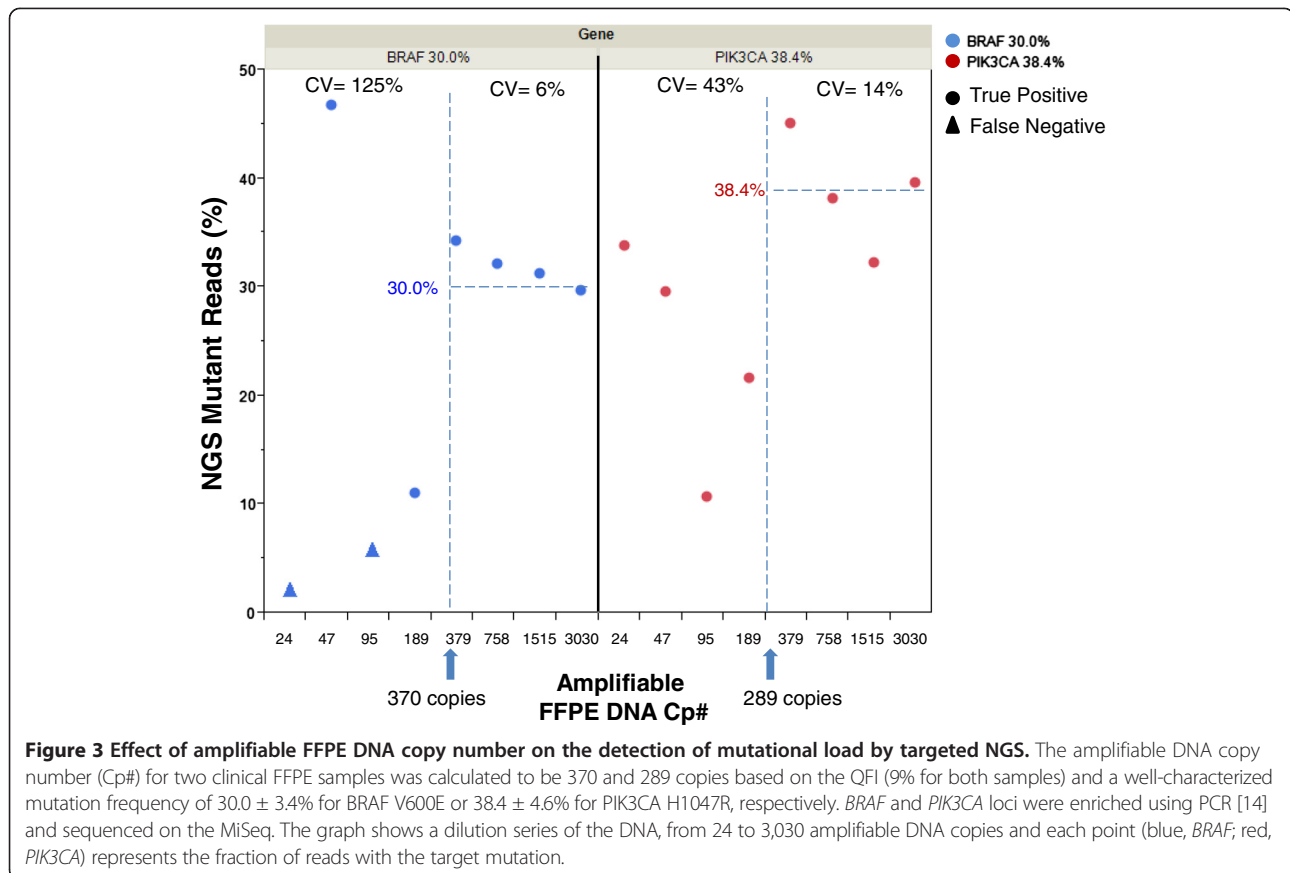 Gene
BRAF 30.0% PIK3CA 38.4%
BRAF 30.0%
PIK3CA 38.4%
True Positive
False Negative
CV= 125% CV= 6% CV= 43% CV= 14%
NGS Mutant Reads (%)
50
40
30
20
10
0
30.0%
38.4%
24 47 95 189 379 758 1515 3030 24 47 95 189 379 758 1515 3030
370 copies
289 copies
Amplifiable
FFPE DNA Cp#
Figure 3 Effect of amplifiable FFPE DNA copy number on the detection of mutational load by targeted NGS. The amplifiable DNA copy
number (Cp#) for two clinical FFPE samples was calculated to be 370 and 289 copies based on the QFI (9% for both samples) and a well-characterized
mutation frequency of 30.0 ± 3.4% for BRAF V600E or 38.4 ± 4.6% for PIK3CA H1047R, respectively. BRAF and PIK3CA loci were enriched using PCR [14]
and sequenced on the MiSeq. The graph shows a dilution series of the DNA, from 24 to 3,030 amplifiable DNA copies and each point (blue, BRAF; red,
PIK3CA) represents the fraction of reads with the target mutation.